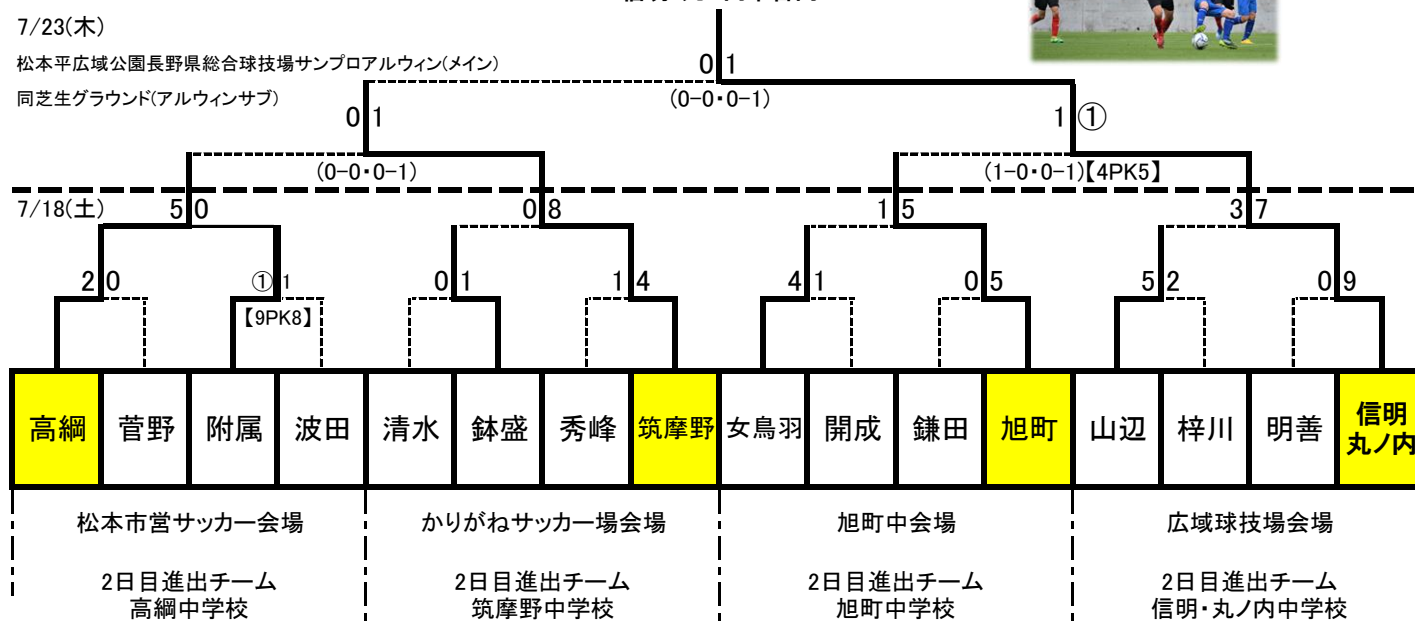 7/23(木)
松本平広域公園長野県総合球技場サンプロアルウィン(メイン)
0 1
同芝生グラウンド(アルウィンサブ)
(0-0・0-1)
0 1
1 ①
(0-0・0-1)
(1-0・0-1)【4PK5】
7/18(土)
5 0
0 8
1 5
3 7
2 0
① 1
0 1
1 4
4 1
0 5
5 2
0 9
【9PK8】
高綱 菅野 附属 波田 清水 鉢盛 秀峰 筑摩野 女鳥羽 開成 鎌田 旭町 山辺 梓川 明善 信明
丸ノ内
松本市営サッカー会場
かりがねサッカー場会場
旭町中会場
広域球技場会場
2日目進出チーム
高綱中学校
2日目進出チーム
筑摩野中学校
2日目進出チーム
旭町中学校
2日目進出チーム
信明・丸ノ内中学校